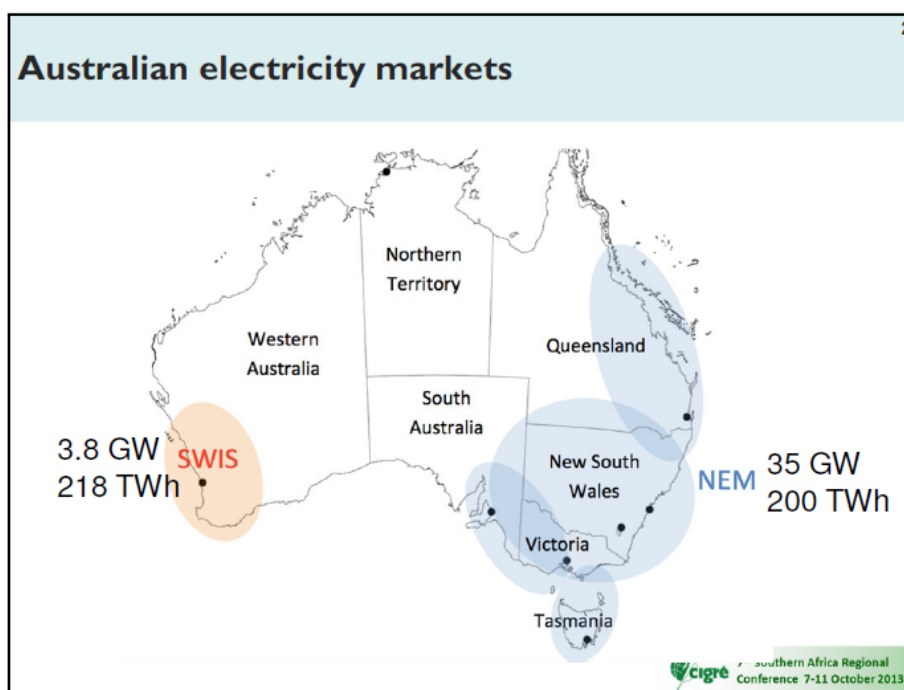 2
Australian electricity markets
Northern
Territory
Western
Australia
Queensland
South
Australia
3.8 GW
SWIS
218 TWh
New South
Wales
NEM
35 GW
200 TWh
Victoria
Tasmania
cigre
Southern Africa Regional
Conference 7-11 October 2013